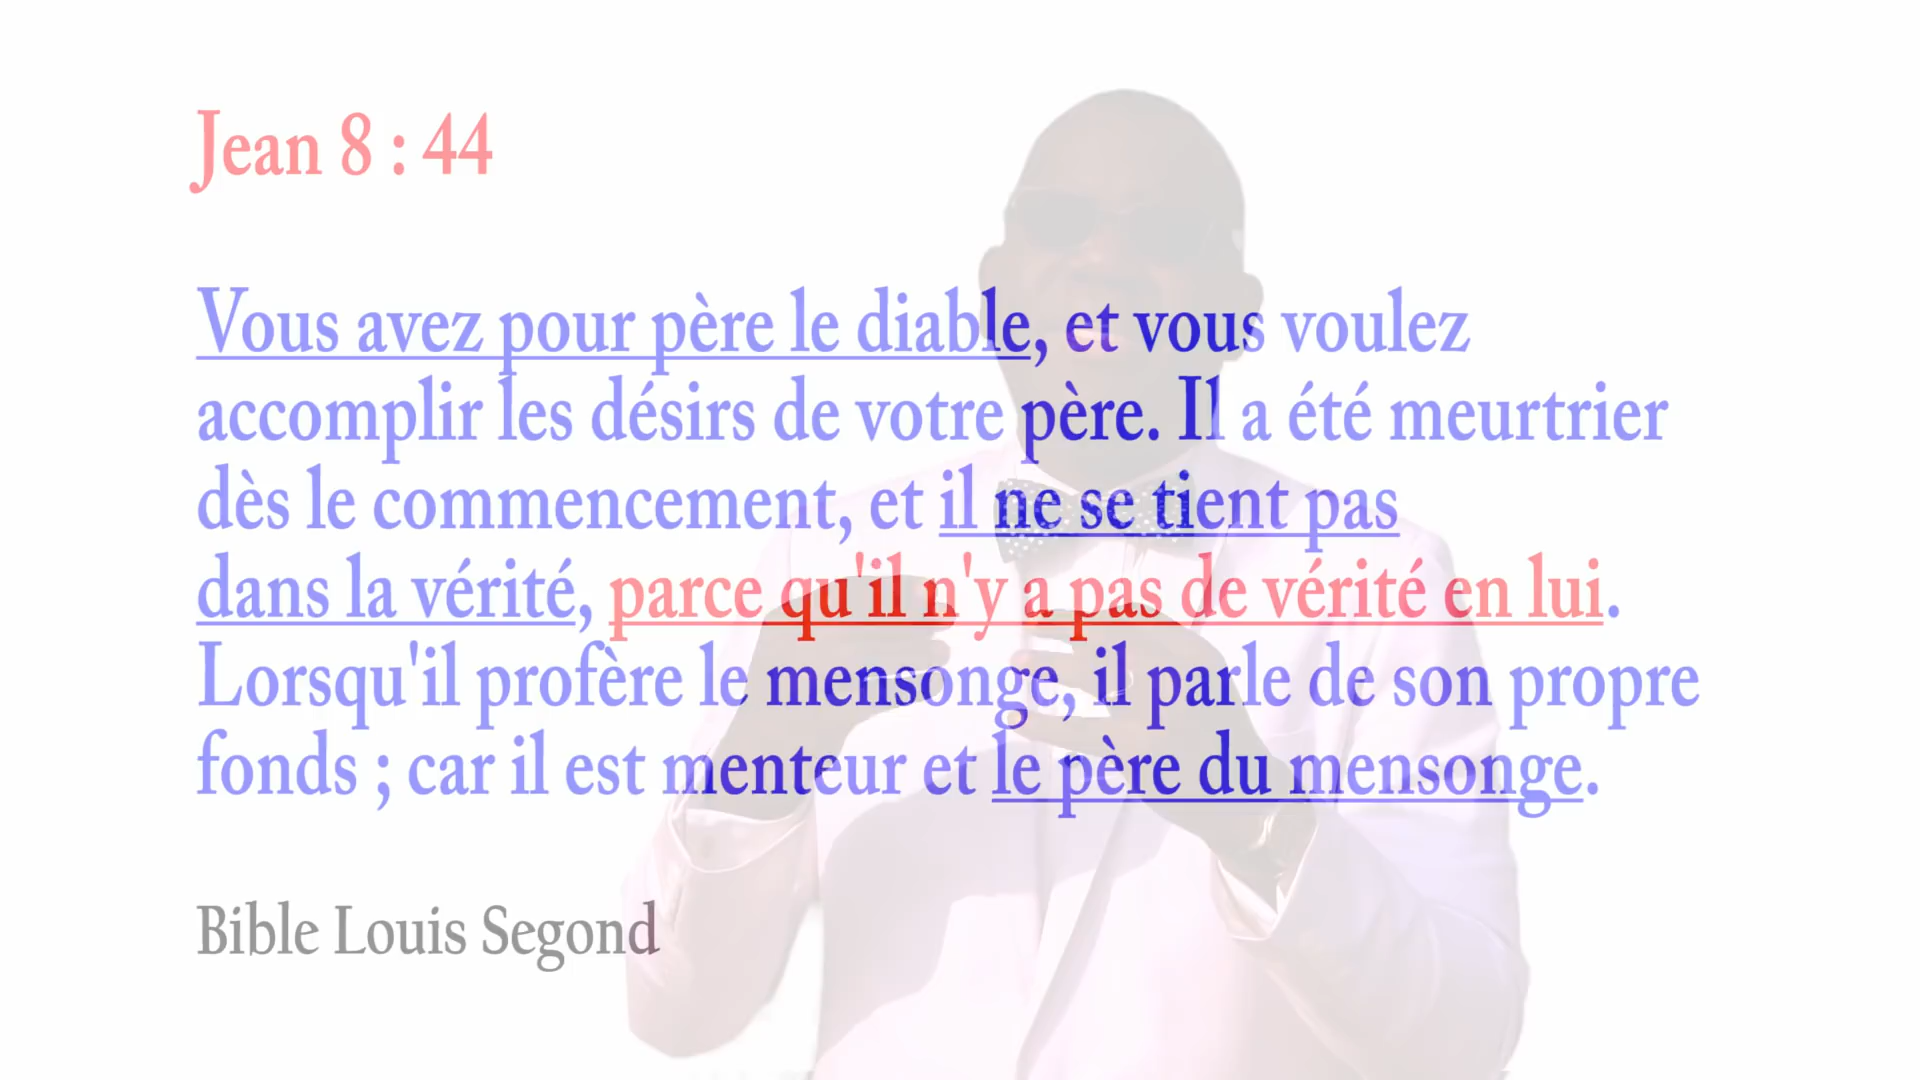 Jean 8 : 44
Vous avez pour père le diable, et vous voulez
accomplir les désirs de votre père. Il a été meurtrier
dès le commencement, et il ne se tient pas
dans la vérité, parce qu'il n'y a pas de vérité en lui.
Lorsqu'il profère le mensonge, il parle de son propre
fonds ; car il est menteur et le père du mensonge.
Bible Louis Segond